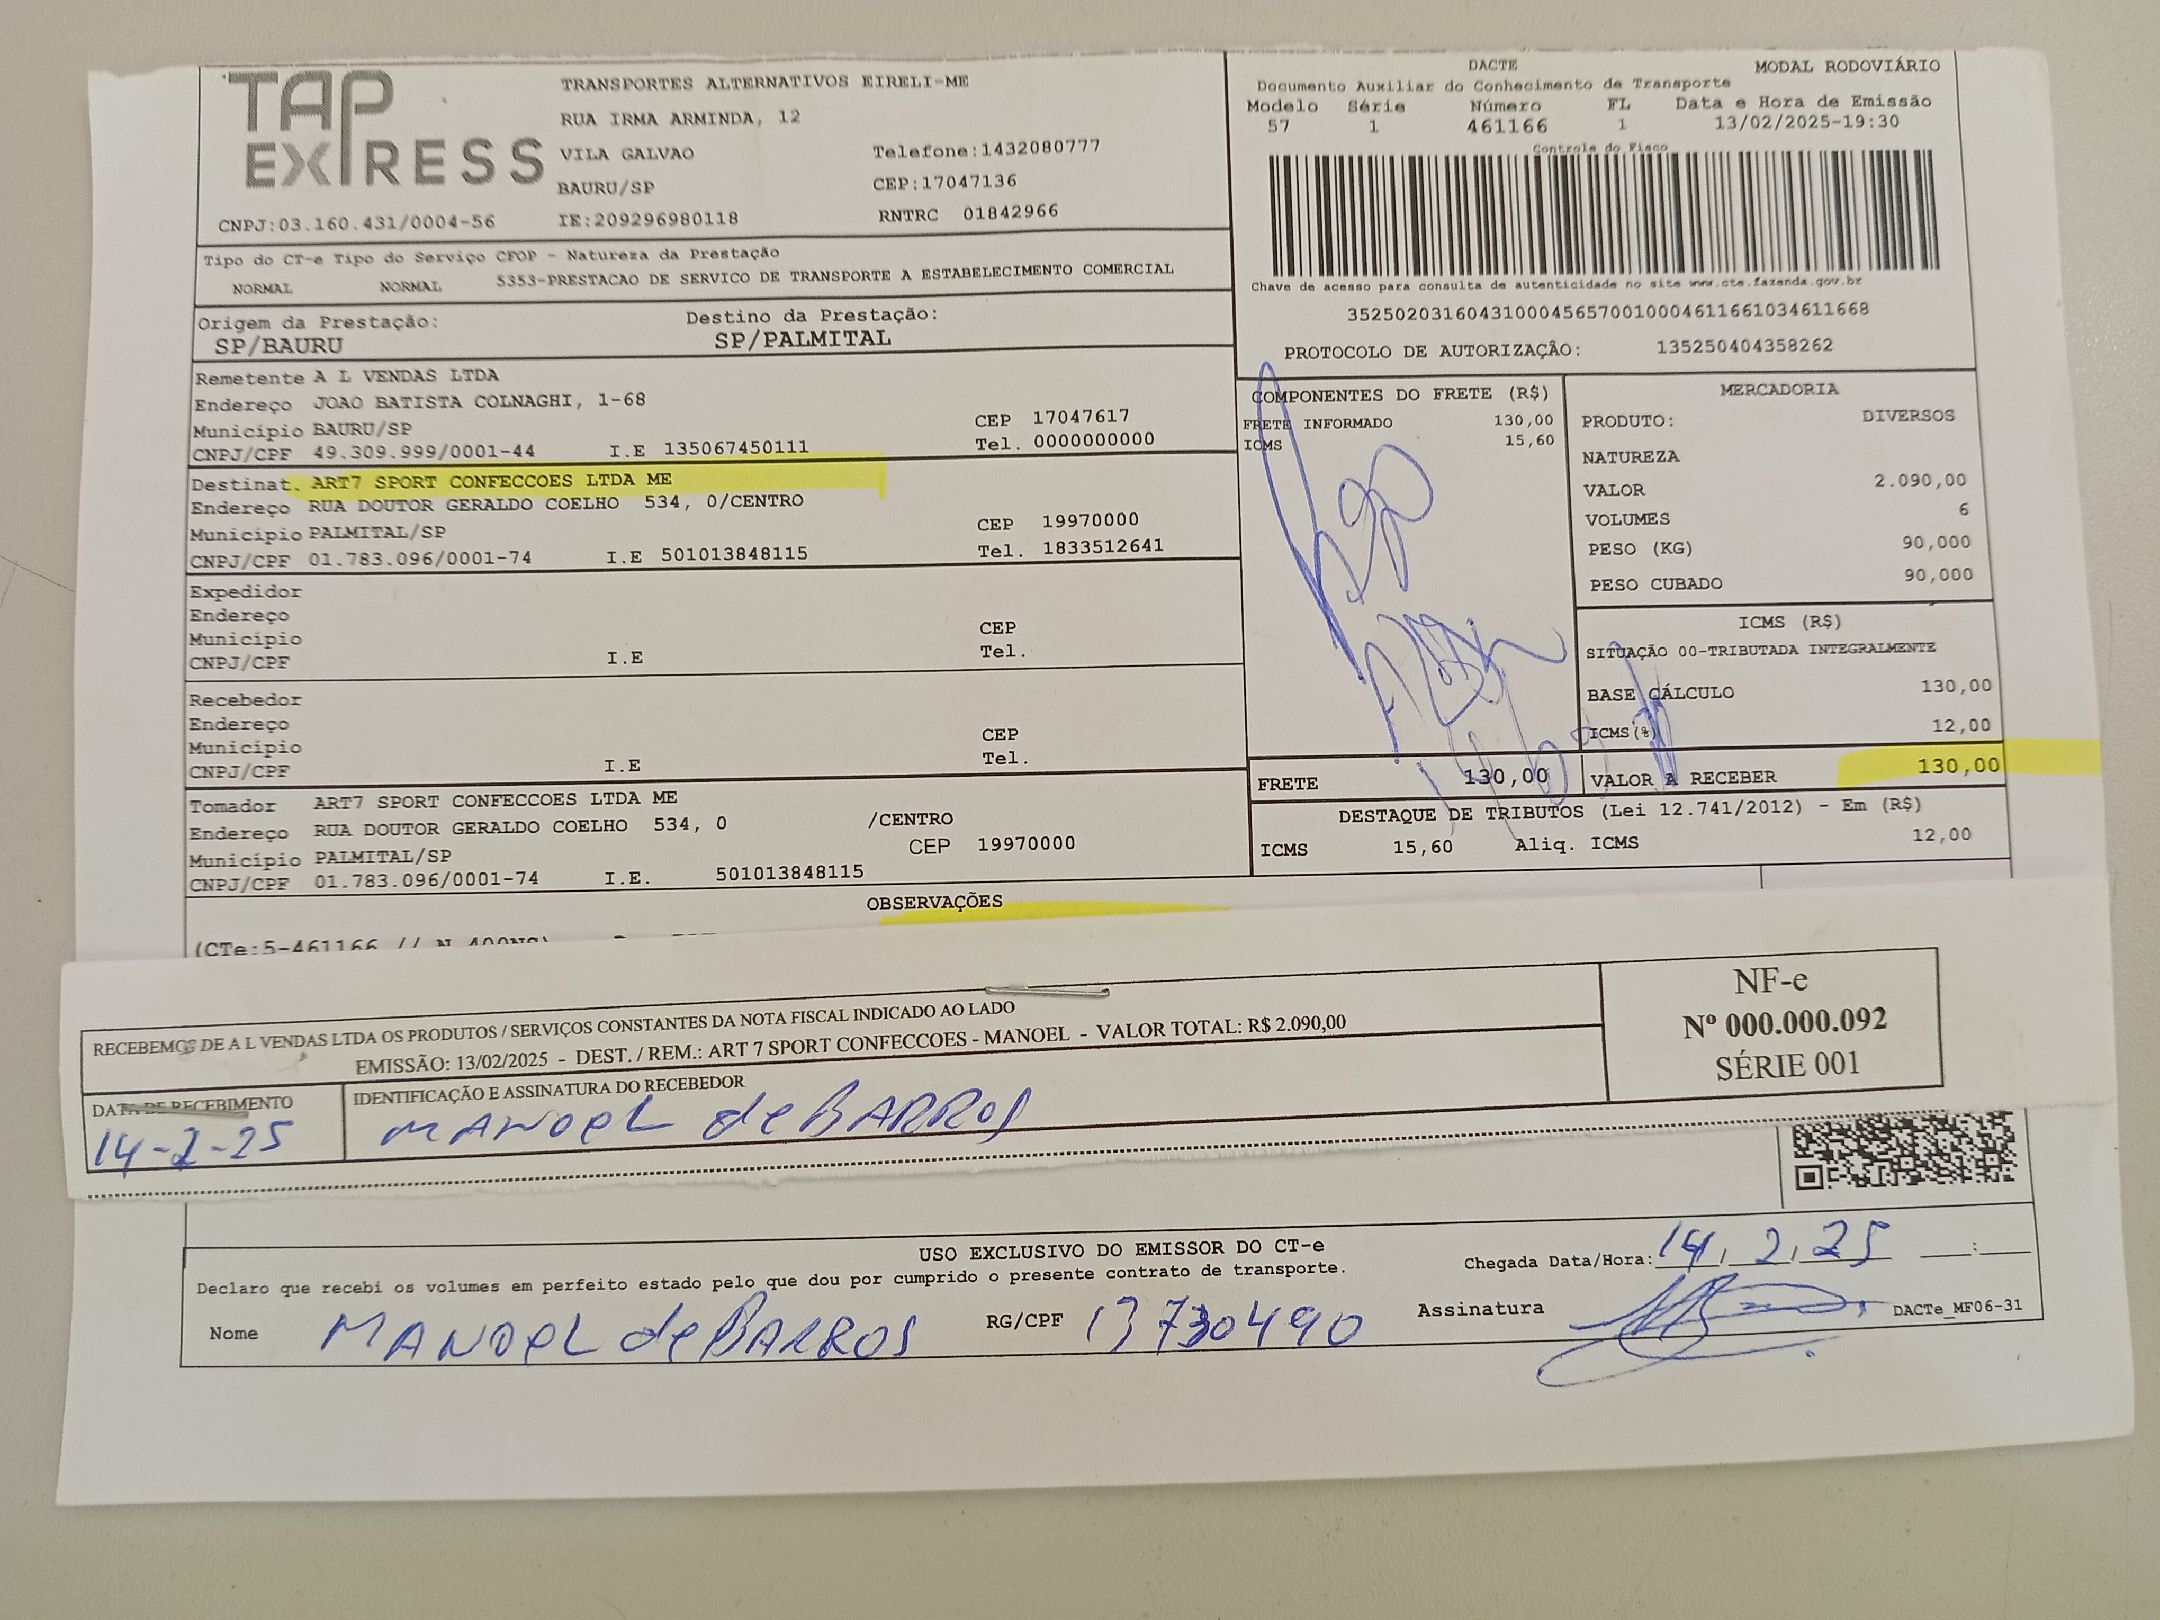 TAP EXPRESS
TRANSPORTES ALTERNATIVOS EIRELI-ME
RUA IRMA ARMINDA, 12
VILA GALVAO Telefone:1432080777
BAURU/SP CEP:17047136
CNPJ:03.160.431/0004-56 IE:209296980118 RNTRC 01842966
Tipo do CT-e Tipo do Serviço CFOP - Natureza da Prestação
NORMAL NORMAL 5353-PRESTACAO DE SERVICO DE TRANSPORTE A ESTABELECIMENTO COMERCIAL
Origem da Prestação: Destino da Prestação:
SP/BAURU SP/PALMITAL
DACTE MODAL RODOVIÁRIO
Documento Auxiliar do Conhecimento de Transporte
Modelo Série Número FL Data e Hora de Emissão
57 1 461166 1 13/02/2025-19:30
Controle do Fisco
Chave de acesso para consulta de autenticidade no site www.cte.fazenda.gov.br
35250203160431000456570010004611661034611668
PROTOCOLO DE AUTORIZAÇÃO: 135250404358262
Remetente A L VENDAS LTDA
Endereço JOAO BATISTA COLNAGHI, 1-68
Município BAURU/SP CEP 17047617
CNPJ/CPF 49.309.999/0001-44 I.E 135067450111 Tel. 0000000000
Destinat. ART7 SPORT CONFECCOES LTDA ME
Endereço RUA DOUTOR GERALDO COELHO 534, 0/CENTRO
Município PALMITAL/SP CEP 19970000
CNPJ/CPF 01.783.096/0001-74 I.E 501013848115 Tel. 1833512641
Expedidor
Endereço
Município CEP
CNPJ/CPF I.E Tel.
Recebedor
Endereço
Município CEP
CNPJ/CPF I.E Tel.
Tomador ART7 SPORT CONFECCOES LTDA ME
Endereço RUA DOUTOR GERALDO COELHO 534, 0 /CENTRO
Município PALMITAL/SP CEP 19970000
CNPJ/CPF 01.783.096/0001-74 I.E. 501013848115
COMPONENTES DO FRETE (R$)
FRETE INFORMADO 130,00
ICMS 15,60
MERCADORIA
PRODUTO: DIVERSOS
NATUREZA
VALOR 2.090,00
VOLUMES 6
PESO (KG) 90,000
PESO CUBADO 90,000
ICMS (R$)
SITUAÇÃO 00-TRIBUTADA INTEGRALMENTE
BASE CÁLCULO 130,00
ICMS(%) 12,00
FRETE 130,00 VALOR A RECEBER 130,00
DESTAQUE DE TRIBUTOS (Lei 12.741/2012) - Em (R$)
ICMS 15,60 Aliq. ICMS 12,00
OBSERVAÇÕES
(CTe:5-461166 //
RECEBEMOS DE A L VENDAS LTDA OS PRODUTOS / SERVIÇOS CONSTANTES DA NOTA FISCAL INDICADO AO LADO
EMISSÃO: 13/02/2025 - DEST. / REM.: ART 7 SPORT CONFECCOES - MANOEL - VALOR TOTAL: R$ 2.090,00
DATA DE RECEBIMENTO IDENTIFICAÇÃO E ASSINATURA DO RECEBEDOR
14-2-25 MANOEL de BARROS
NF-e
Nº 000.000.092
SÉRIE 001
USO EXCLUSIVO DO EMISSOR DO CT-e
Declaro que recebi os volumes em perfeito estado pelo que dou por cumprido o presente contrato de transporte.
Chegada Data/Hora: 14, 2, 25 __:__
Nome MANOEL de BARROS RG/CPF 13730490 Assinatura DACTe_MF06-31